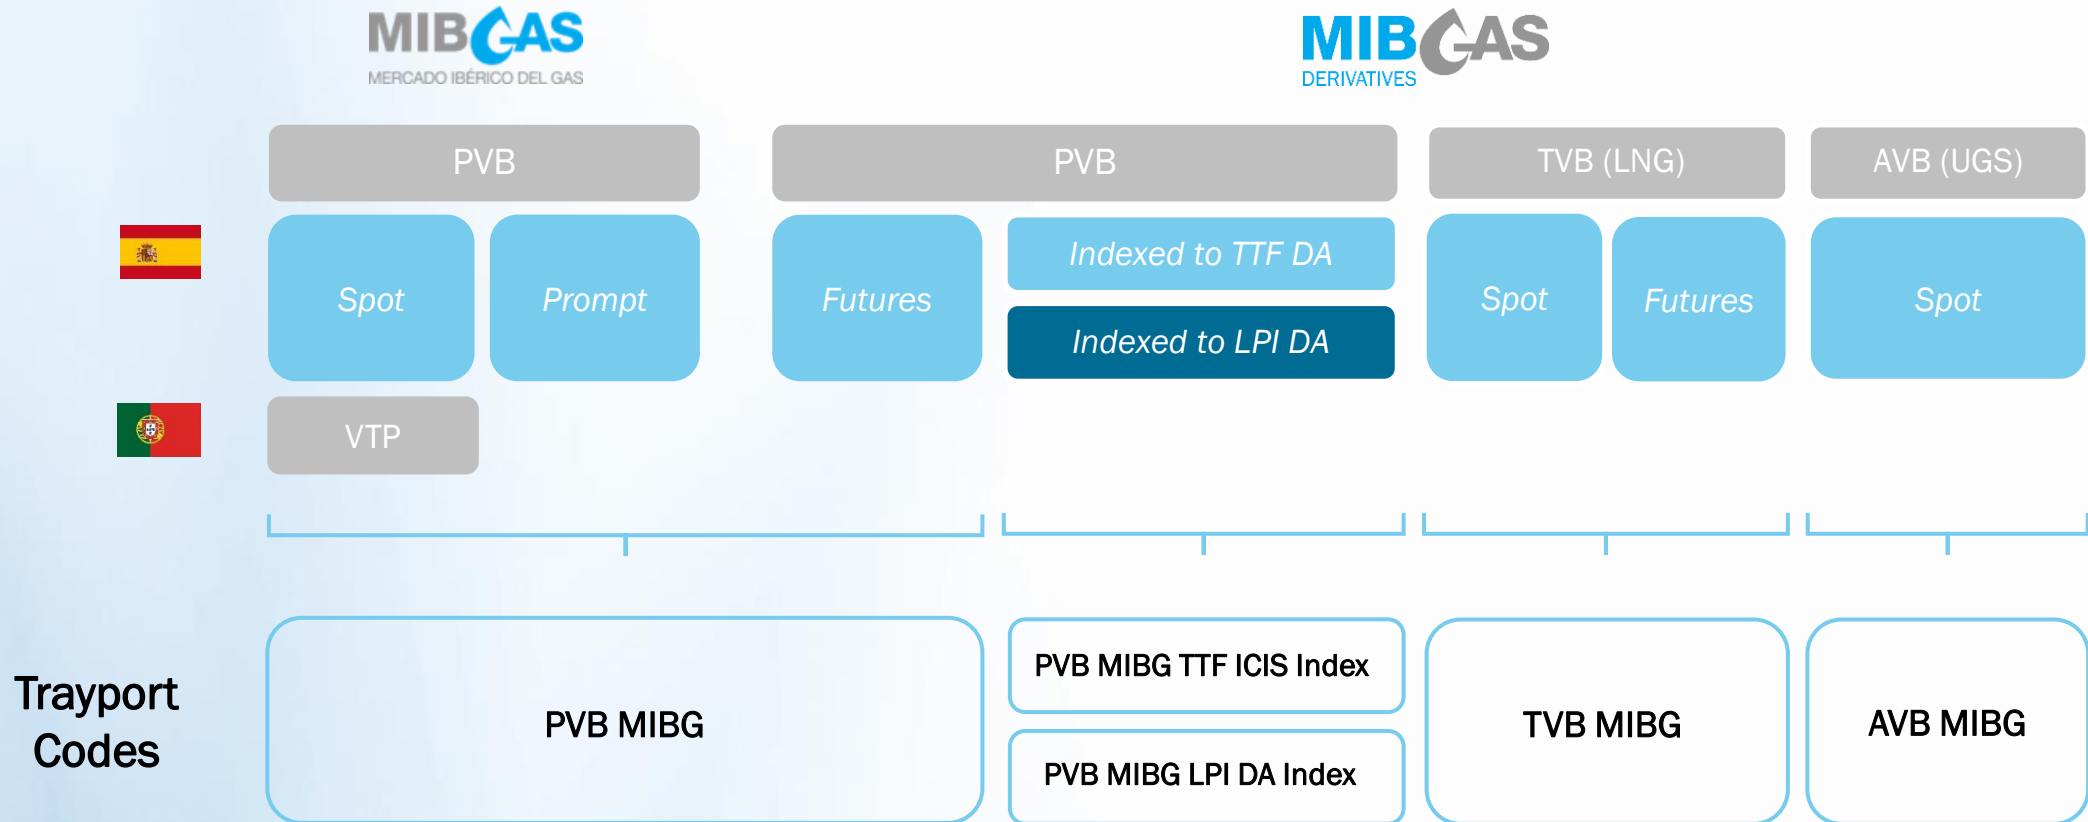 MIBGAS
MERCADO IBÉRICO DEL GAS
MIBGAS
DERIVATIVES
PVB
PVB
TVB (LNG)
AVB (UGS)
Spot
Prompt
Futures
Indexed to TTF DA
Indexed to LPI DA
Spot
Futures
Spot
VTP
Trayport
Codes
PVB MIBG
PVB MIBG TTF ICIS Index
PVB MIBG LPI DA Index
TVB MIBG
AVB MIBG